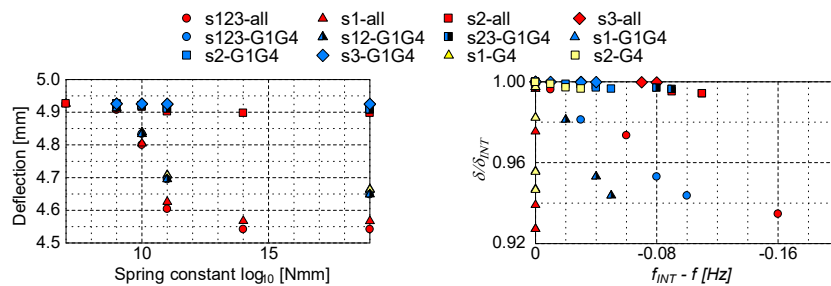 s123-all s1-all s2-all s3-all
s123-G1G4 s12-G1G4 s23-G1G4 s1-G1G4
s2-G1G4 s3-G1G4 s1-G4 s2-G4
5.0
4.9
4.8
4.7
4.6
4.5
Deflection [mm]
10 15
Spring constant log₁₀ [Nmm]
1.00
0.96
0.92
δ/δINT
0 -0.08 -0.16
fINT - f [Hz]